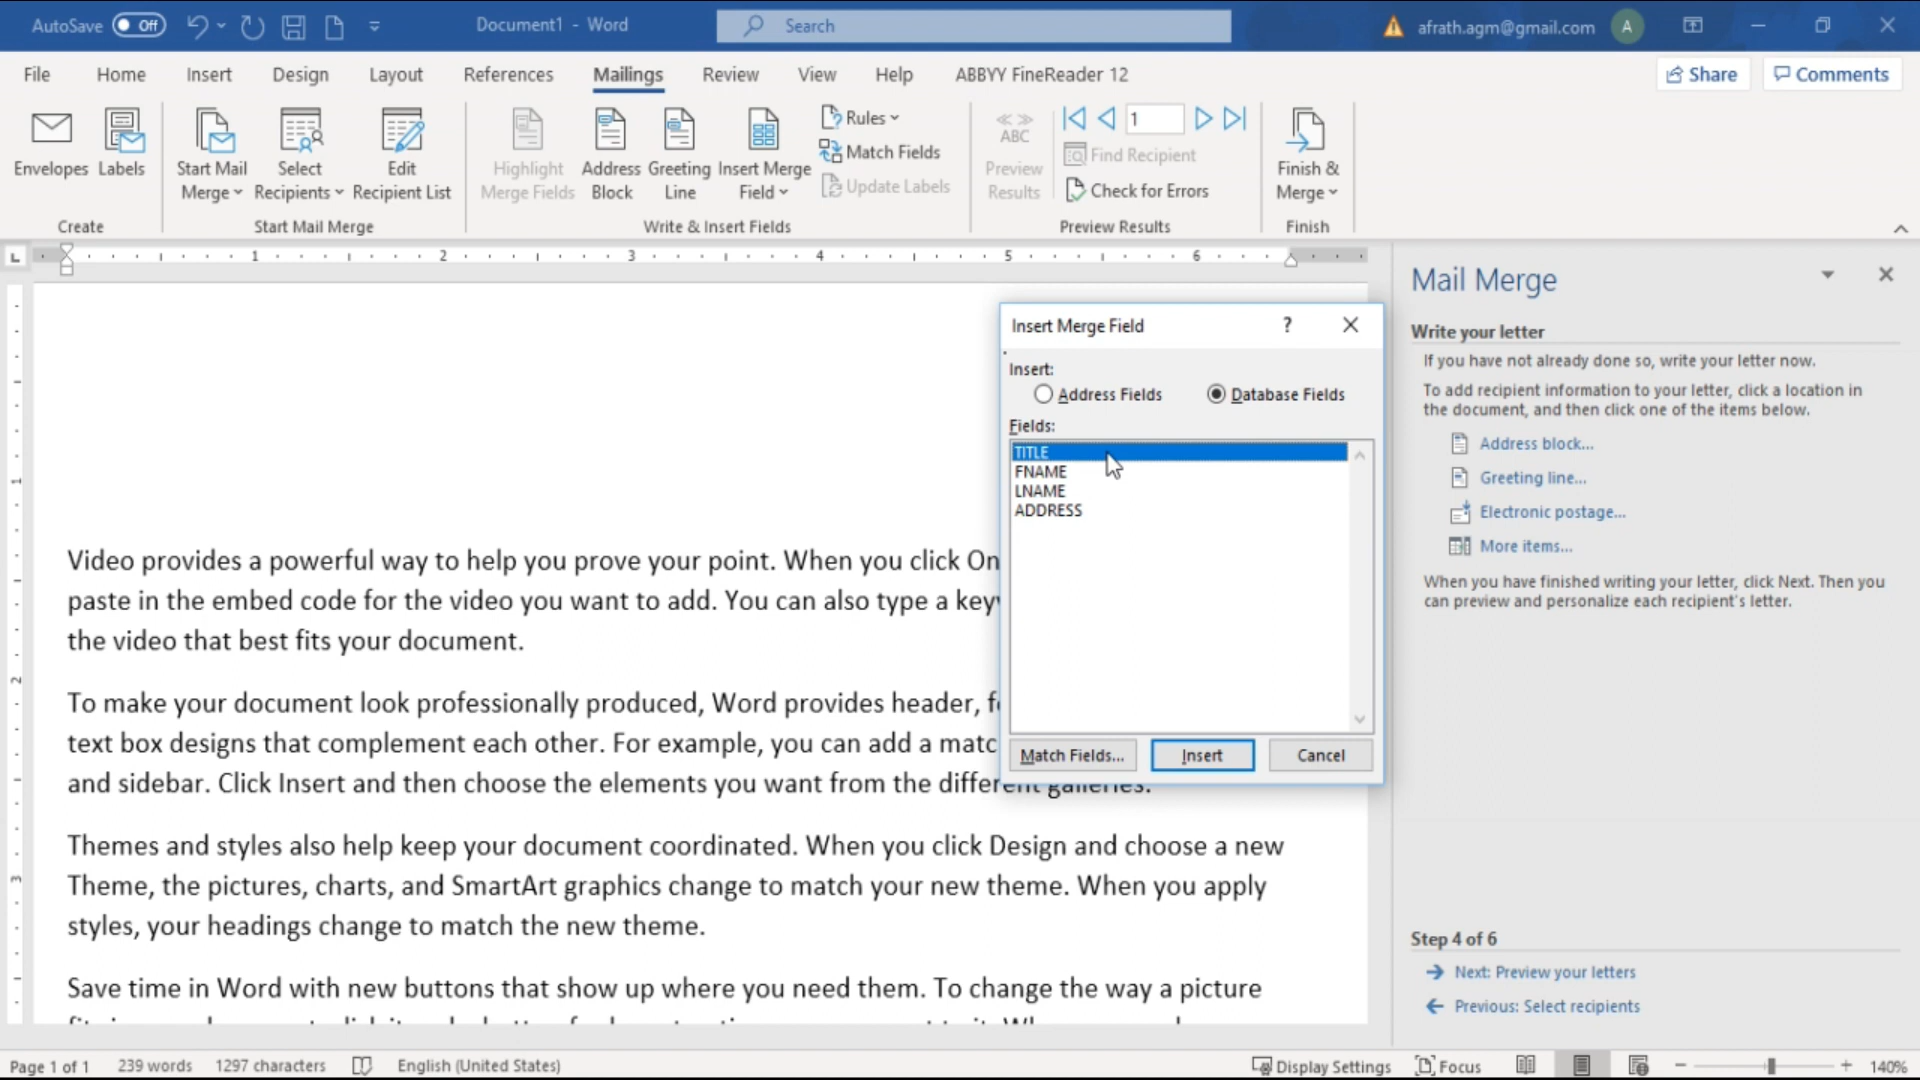 AutoSave Off Document1 - Word Search afrath.agm@gmail.com A
File Home Insert Design Layout References Mailings Review View Help ABBYY FineReader 12 Share Comments
Envelopes
Labels
Start Mail
Merge
Select
Recipients
Edit
Recipient List
Highlight
Merge Fields
Address
Block
Greeting
Line
Insert Merge
Field
Rules
Match Fields
Update Labels
ABC
Preview
Results
1
Find Recipient
Check for Errors
Finish &
Merge
Create Start Mail Merge Write & Insert Fields Preview Results Finish
L 1 2 3 4 5 6
1
2
3
Video provides a powerful way to help you prove your point. When you click On
paste in the embed code for the video you want to add. You can also type a
the video that best fits your document.
To make your document look professionally produced, Word provides header,
text box designs that complement each other. For example, you can add a
and sidebar. Click Insert and then choose the elements you want from the different galleries.
Themes and styles also help keep your document coordinated. When you click Design and choose a new
Theme, the pictures, charts, and SmartArt graphics change to match your new theme. When you apply
styles, your headings change to match the new theme.
Save time in Word with new buttons that show up where you need them. To change the way a picture
Insert Merge Field ?
Insert:
Address Fields Database Fields
Fields:
TITLE
FNAME
LNAME
ADDRESS
Match Fields... Insert Cancel
Mail Merge
Write your letter
If you have not already done so, write your letter now.
To add recipient information to your letter, click a location in
the document, and then click one of the items below.
Address block...
Greeting line...
Electronic postage...
More items...
When you have finished writing your letter, click Next. Then you
can preview and personalize each recipient's letter.
Step 4 of 6
Next: Preview your letters
Previous: Select recipients
Page 1 of 1 239 words 1297 characters English (United States) Display Settings Focus 140%